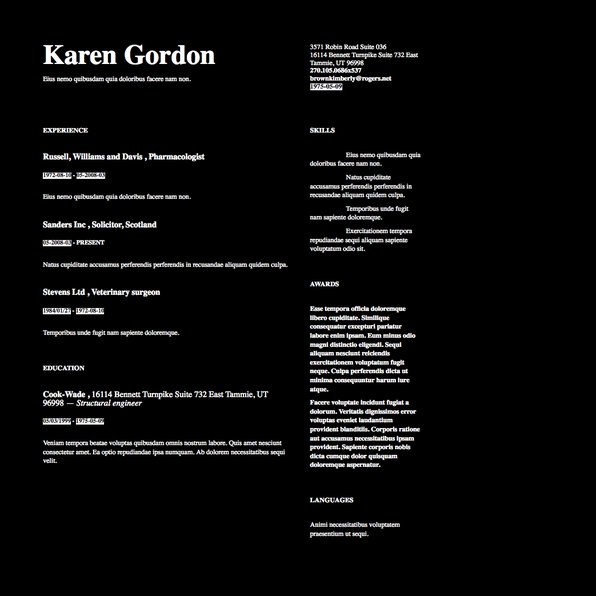 Karen Gordon
Eius nemo quibusdam quia doloribus facere nam non.
3571 Robin Road Suite 036
16114 Bennett Turnpike Suite 732 East
Tammie, UT 96998
270.105.0686x537
brownkimberly@rogers.net
1975-05-09
EXPERIENCE
Russell, Williams and Davis , Pharmacologist
1972-08-10 - 05-2008-03
Eius nemo quibusdam quia doloribus facere nam non.
Sanders Inc , Solicitor, Scotland
05-2008-03 - PRESENT
Natus cupiditate accusamus perferendis perferendis in recusandae aliquam quidem culpa.
Stevens Ltd , Veterinary surgeon
1984/01/27 - 1972-08-10
Temporibus unde fugit nam sapiente doloremque.
EDUCATION
Cook-Wade , 16114 Bennett Turnpike Suite 732 East Tammie, UT
96998 — Structural engineer
05/03/1999 - 1975-05-09
Veniam tempora beatae voluptas quibusdam omnis nostrum labore. Quis amet nesciunt
consectetur amet. Ea optio repudiandae ipsa numquam. Ab dolorem necessitatibus sequi
velit.
SKILLS
Eius nemo quibusdam quia
doloribus facere nam non.
Natus cupiditate
accusamus perferendis perferendis in
recusandae aliquam quidem culpa.
Temporibus unde fugit
nam sapiente doloremque.
Exercitationem tempora
repudiandae sequi aliquam sapiente
voluptatum odio sit.
AWARDS
Esse tempora officia doloremque
libero cupiditate. Similique
consequatur excepturi pariatur
labore enim ipsam. Eum minus odio
magni distinctio eligendi. Sequi
aliquam nesciunt reiciendis
exercitationem voluptatum fugit
neque. Culpa perferendis dicta ut
minima consequuntur harum iure
atque.
Facere voluptate incidunt fugiat a
dolorum. Veritatis dignissimos error
voluptas eveniet laudantium
provident blanditiis. Corporis ratione
aut accusamus necessitatibus ipsam
provident. Sapiente corporis nobis
dicta cumque dolor quisquam
doloremque aspernatur.
LANGUAGES
Animi necessitatibus voluptatem
praesentium ut sequi.